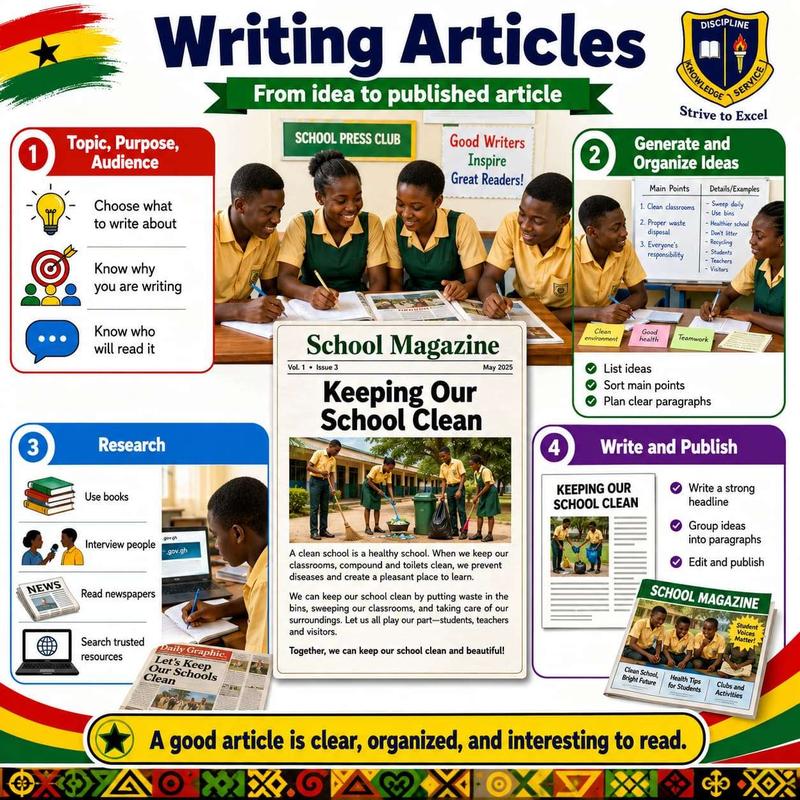 Writing Articles
From idea to published article
DISCIPLINE
KNOWLEDGE
SERVICE
Strive to Excel
1
Topic, Purpose,
Audience
Choose what
to write about
Know why
you are writing
Know who
will read it
SCHOOL PRESS CLUB
Good Writers
Inspire
Great Readers!
2
Generate and
Organize Ideas
Main Points
1. Clean classrooms
2. Proper waste
disposal
3. Everyone's
responsibility
Details/Examples
- Sweep daily
- Use bins
- Healthier school
- Don't litter
- Recycling
- Students
- Teachers
- Visitors
Clean
environment
Good
health
Teamwork
List ideas
Sort main points
Plan clear paragraphs
School Magazine
Vol. 1 • Issue 3
May 2025
Keeping Our
School Clean
A clean school is a healthy school. When we keep our
classrooms, compound and toilets clean, we prevent
diseases and create a pleasant place to learn.
We can keep our school clean by putting waste in the
bins, sweeping our classrooms, and taking care of our
surroundings. Let us all play our part—students, teachers
and visitors.
Together, we can keep our school clean and beautiful!
3
Research
Use books
Interview people
NEWS
Read newspapers
Search trusted
resources
.gov.gh
.gov.gh
Daily Graphic
Let's Keep
Our Schools
Clean
4
Write and Publish
KEEPING OUR
SCHOOL CLEAN
Write a strong
headline
Group ideas
into paragraphs
Edit and publish
SCHOOL MAGAZINE
Student
Voices
Matter!
Clean School,
Bright Future
Health Tips
for Students
Clubs and
Activities
A good article is clear, organized, and interesting to read.